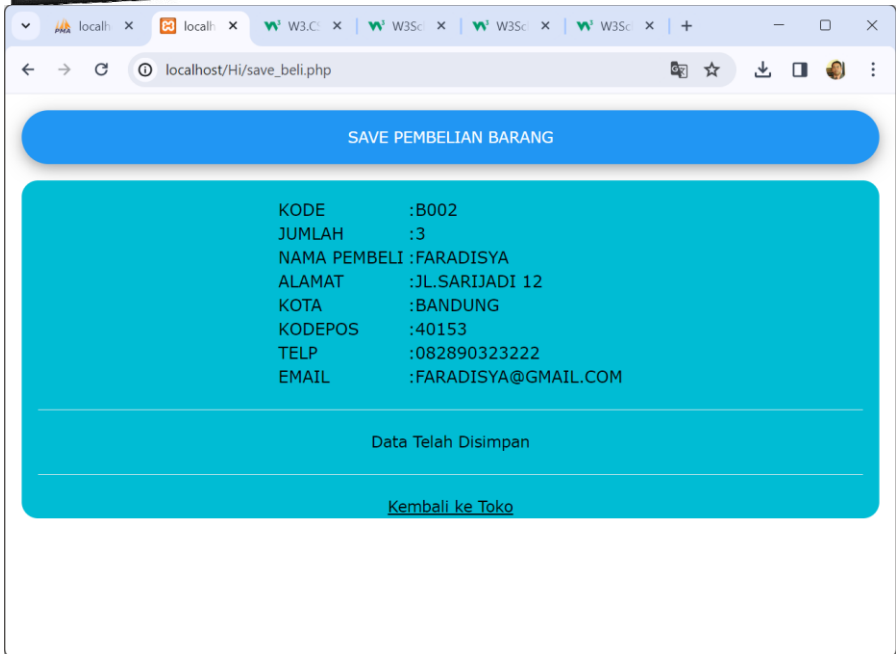 localh
localh
W3.CS
W3Sc
W3Sc
W3Sc
localhost/Hi/save_beli.php
SAVE PEMBELIAN BARANG
KODE :B002
JUMLAH :3
NAMA PEMBELI :FARADISYA
ALAMAT :JL.SARIJADI 12
KOTA :BANDUNG
KODEPOS :40153
TELP :082890323222
EMAIL :FARADISYA@GMAIL.COM
Data Telah Disimpan
Kembali ke Toko